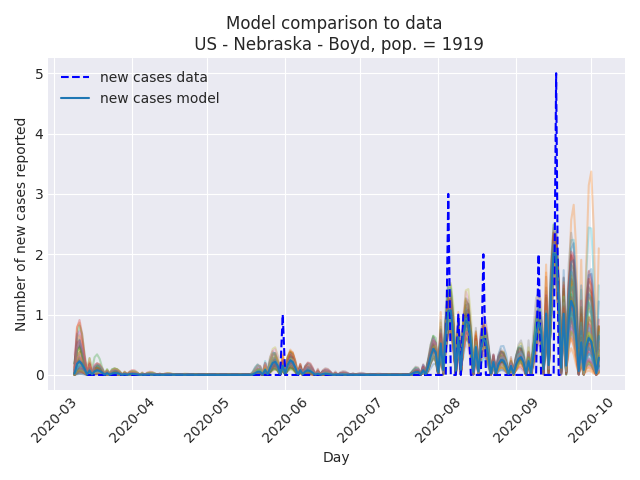 Model comparison to data
US - Nebraska - Boyd, pop. = 1919
new cases data
new cases model
Number of new cases reported
5
4
3
2
1
0
2020-03
2020-04
2020-05
2020-06
2020-07
2020-08
2020-09
2020-10
Day